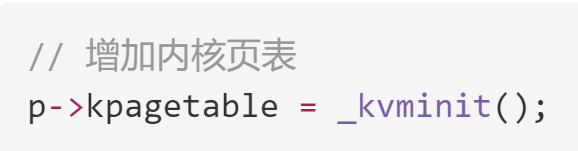 // 增加内核页表
p->kpagetable = _kvminit();